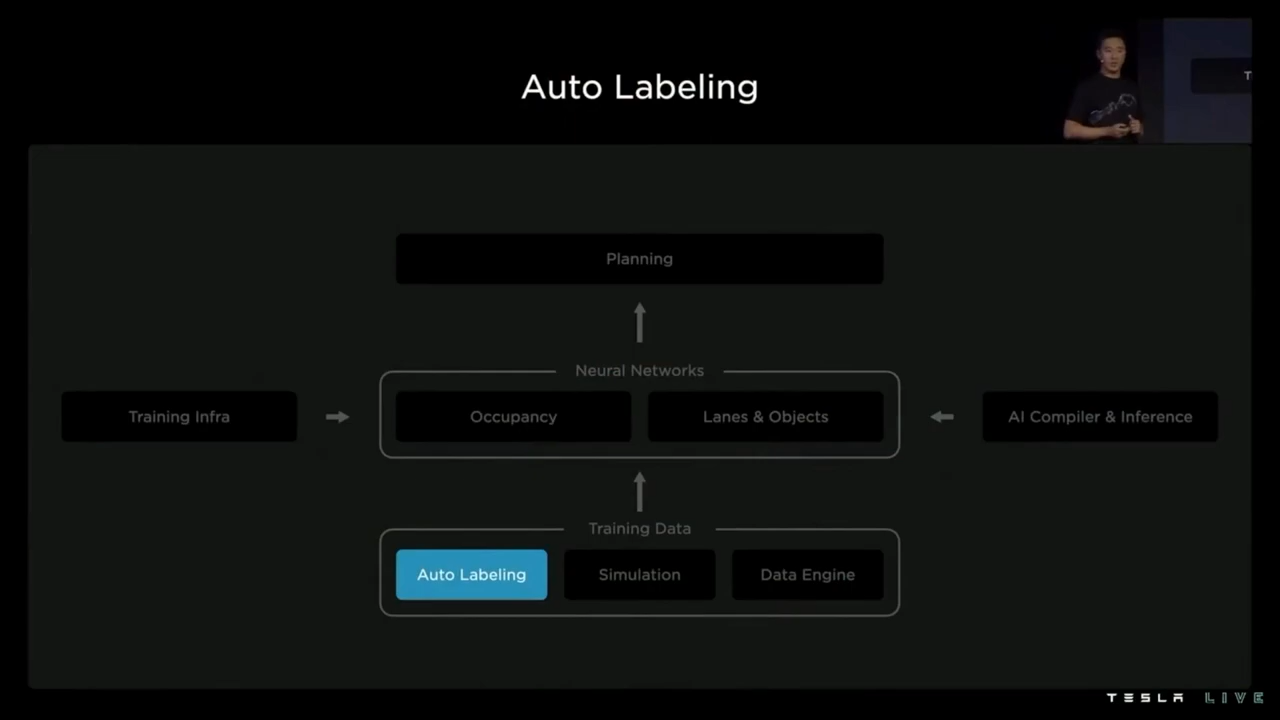 Auto Labeling
T
Planning
Neural Networks
Training Infra
Occupancy
Lanes & Objects
AI Compiler & Inference
Training Data
Auto Labeling
Simulation
Data Engine
TESLA LIVE